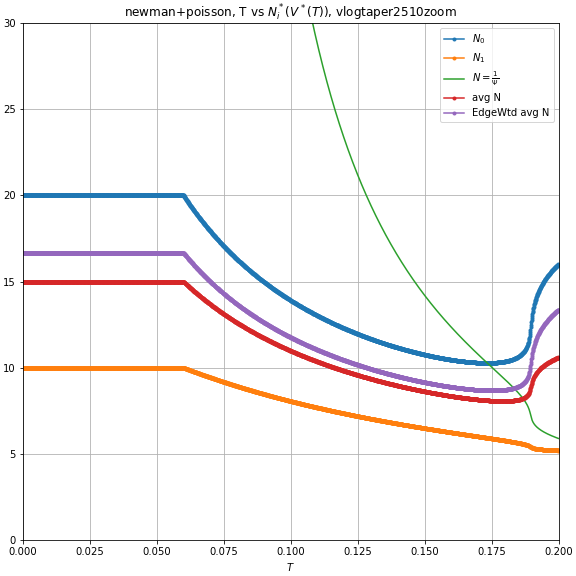 newman+poisson, T vs $N_i^*(V^*(T))$, vlogtaper2510zoom
30
25
20
15
10
5
0
$N_0$
$N_1$
$N = \frac{1}{\psi}$
avg N
EdgeWtd avg N
0.000 0.025 0.050 0.075 0.100 0.125 0.150 0.175 0.200
T